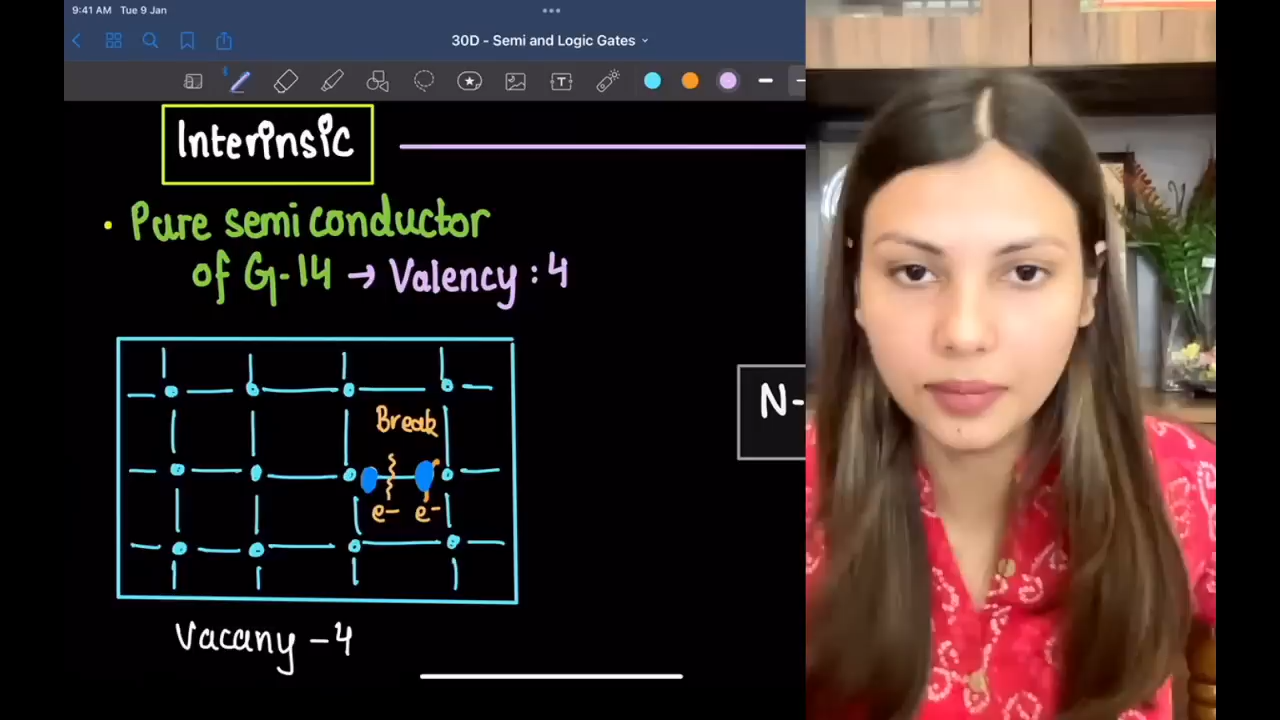 9:41 AM Tue 9 Jan
30D - Semi and Logic Gates
T
Interinsic
• Pure semi conductor
of G-14 → Valency : 4
Break
e- e-
N-
Vacany - 4